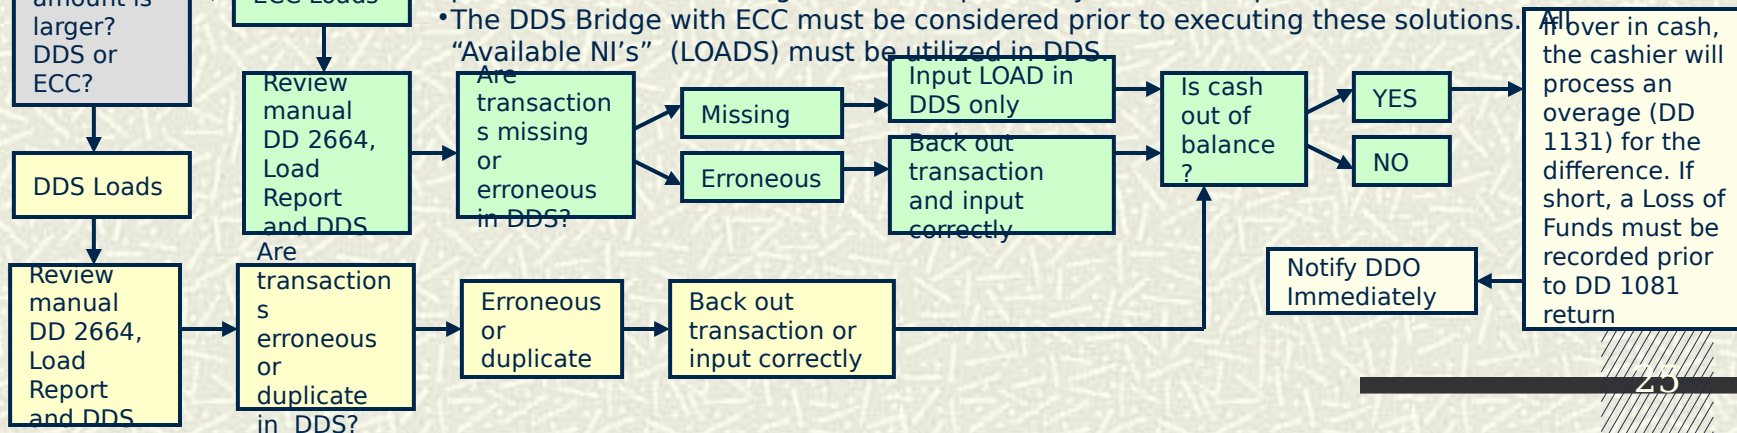 amount is
larger?
DDS or
ECC?
ECC Loads
•The DDS Bridge with ECC must be considered prior to executing these solutions. All
“Available NI’s” (LOADS) must be utilized in DDS.
Review
manual
DD 2664,
Load
Report
and DDS
Are
transaction
s missing
or
erroneous
in DDS?
Missing
Erroneous
Input LOAD in
DDS only
Back out
transaction
and input
correctly
Is cash
out of
balance
?
YES
NO
If over in cash,
the cashier will
process an
overage (DD
1131) for the
difference. If
short, a Loss of
Funds must be
recorded prior
to DD 1081
return
Notify DDO
Immediately
DDS Loads
Review
manual
DD 2664,
Load
Report
and DDS
Are
transaction
s
erroneous
or
duplicate
in DDS?
Erroneous
or
duplicate
Back out
transaction or
input correctly
25